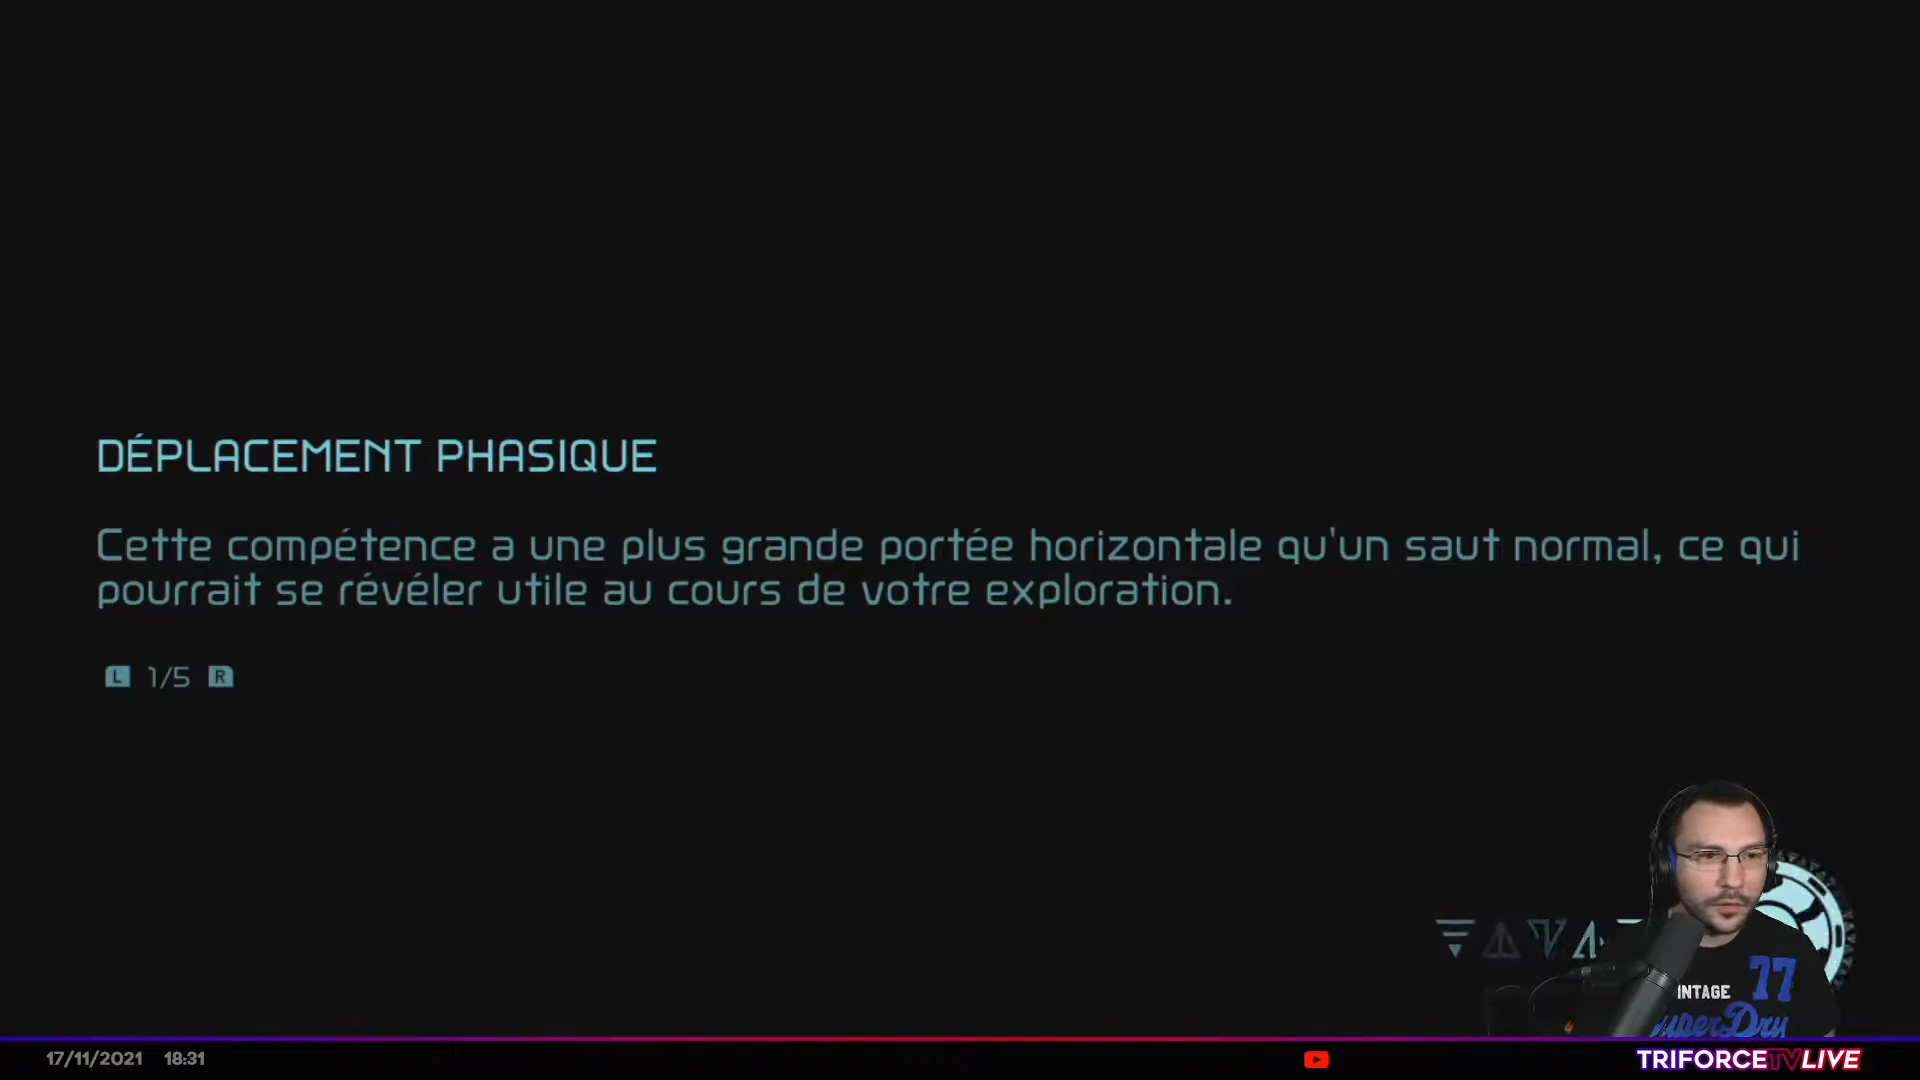 DÉPLACEMENT PHASIQUE
Cette compétence a une plus grande portée horizontale qu'un saut normal, ce qui
pourrait se révéler utile au cours de votre exploration.
L 1/5 R
77
INTAGE
uperDry
17/11/2021 18:31
TRIFORCETVLIVE